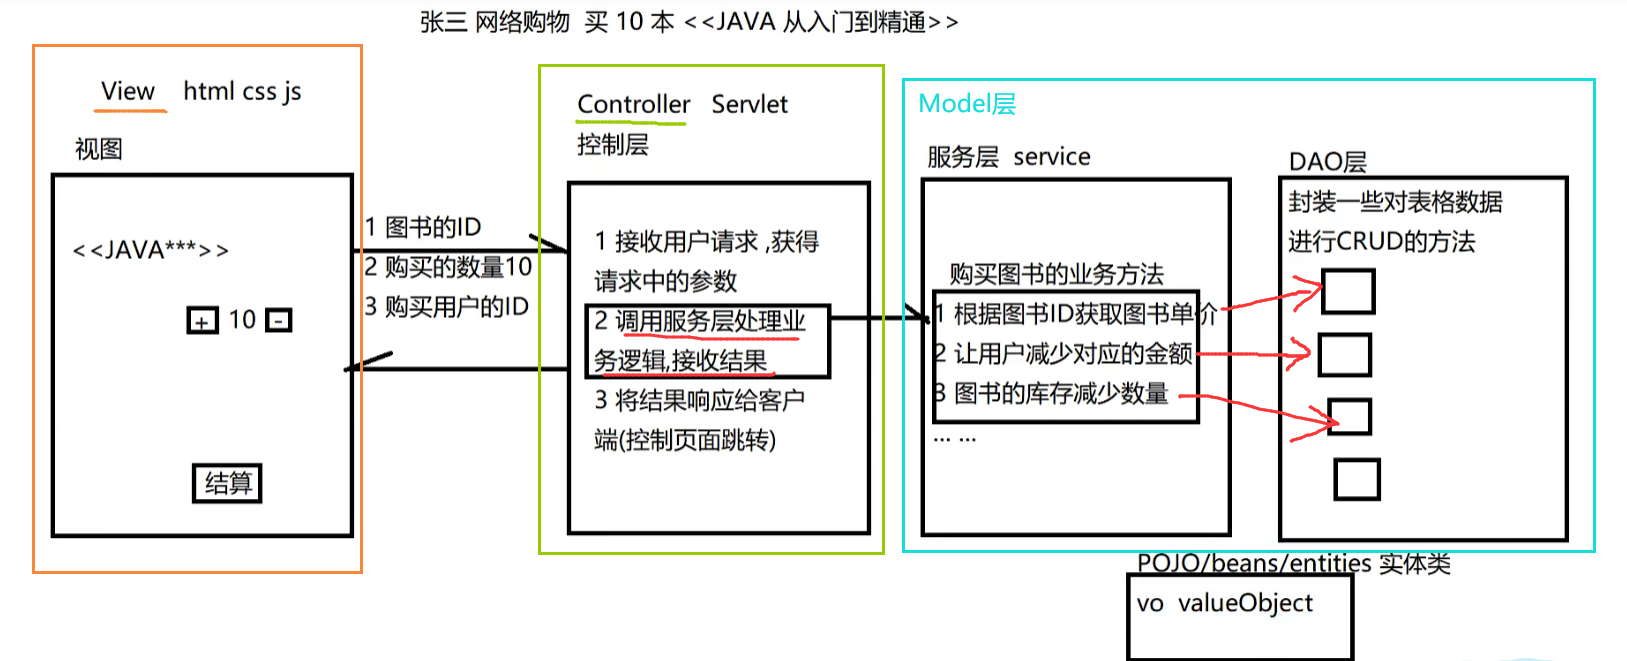 张三 网络购物  买 10 本 <<JAVA 从入门到精通>>
View  html css js
视图
<<JAVA***>>
+ 10 -
结算
1 图书的ID
2 购买的数量10
3 购买用户的ID
Controller  Servlet
控制层
1 接收用户请求 ,获得
请求中的参数
2 调用服务层处理业
务逻辑,接收结果
3 将结果响应给客户
端(控制页面跳转)
Model层
服务层  service
购买图书的业务方法
1 根据图书ID获取图书单价
2 让用户减少对应的金额
3 图书的库存减少数量
... ...
DAO层
封装一些对表格数据
进行CRUD的方法
POJO/beans/entities 实体类
vo  valueObject